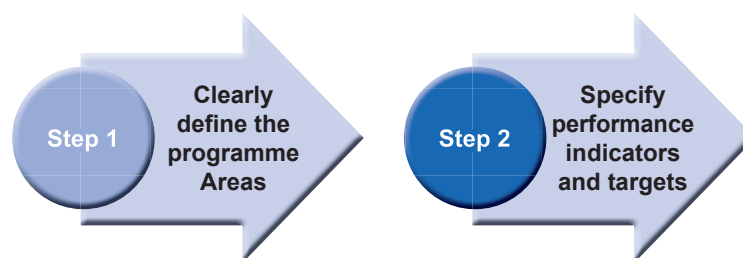 Step 1
Clearly
define the
programme
Areas
Step 2
Specify
performance
indicators
and targets